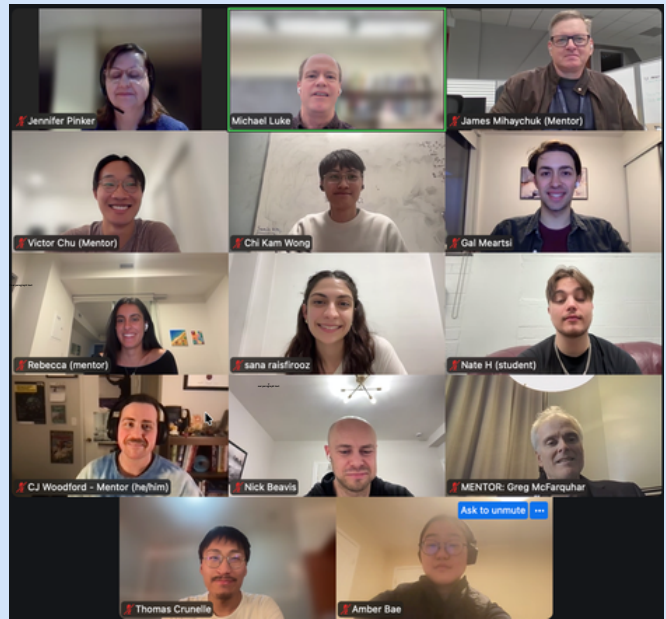 Jennifer Pinker
Michael Luke
James Mihaychuk (Mentor)
Victor Chu (Mentor)
Chi Kam Wong
Gal Meartsi
Rebecca (mentor)
sana raisfirooz
Nate H (student)
CJ Woodford - Mentor (he/him)
Nick Beavis
MENTOR: Greg McFarquhar
Ask to unmute
Thomas Crunelle
Amber Bae